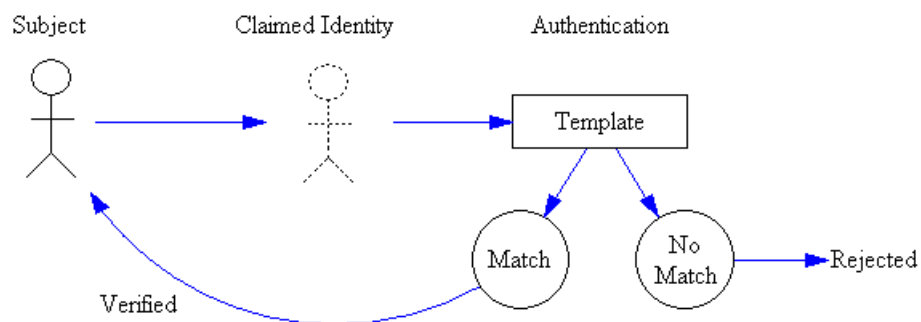 Subject
Claimed Identity
Authentication
Template
Match
No
Match
Rejected
Verified